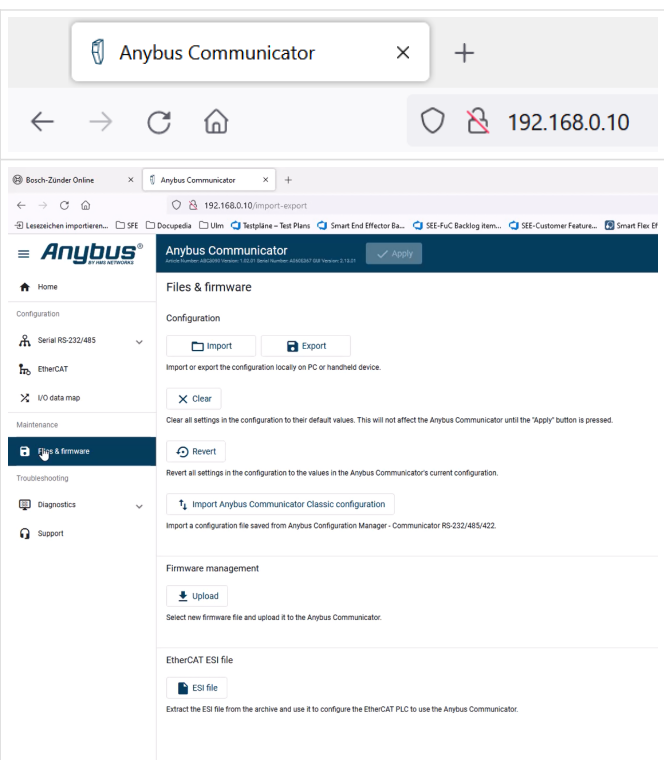 Anybus Communicator
192.168.0.10
Bosch-Zünder Online
Anybus Communicator
192.168.0.10/import-export
Lesezeichen importieren... SFE Docupedia Ulm Testpläne – Test Plans Smart End Effector Ba... SEE-FuC Backlog item... SEE-Customer Feature... Smart Flex Ef
Anybus®
BY HMS NETWORKS
Anybus Communicator
Apply
Home
Configuration
Serial RS-232/485
EtherCAT
I/O data map
Maintenance
Files & firmware
Troubleshooting
Diagnostics
Support
Files & firmware
Configuration
Import Export
Import or export the configuration locally on PC or handheld device.
Clear
Clear all settings in the configuration to their default values. This will not affect the Anybus Communicator until the "Apply" button is pressed.
Revert
Revert all settings in the configuration to the values in the Anybus Communicator's current configuration.
Import Anybus Communicator Classic configuration
Import a configuration file saved from Anybus Configuration Manager - Communicator RS-232/485/422.
Firmware management
Upload
Select new firmware file and upload it to the Anybus Communicator.
EtherCAT ESI file
ESI file
Extract the ESI file from the archive and use it to configure the EtherCAT PLC to use the Anybus Communicator.